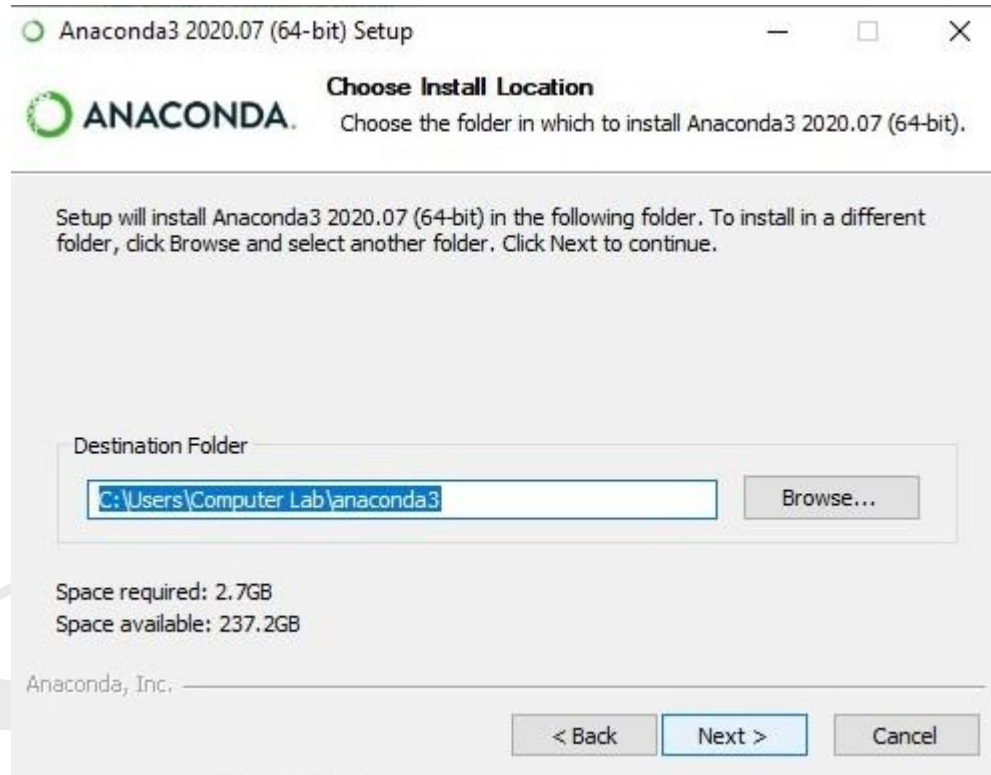 Anaconda3 2020.07 (64-bit) Setup
ANACONDA.
Choose Install Location
Choose the folder in which to install Anaconda3 2020.07 (64-bit).
Setup will install Anaconda3 2020.07 (64-bit) in the following folder. To install in a different
folder, click Browse and select another folder. Click Next to continue.
Destination Folder
C:\Users\Computer Lab\anaconda3
Browse...
Space required: 2.7GB
Space available: 237.2GB
Anaconda, Inc.
< Back
Next >
Cancel